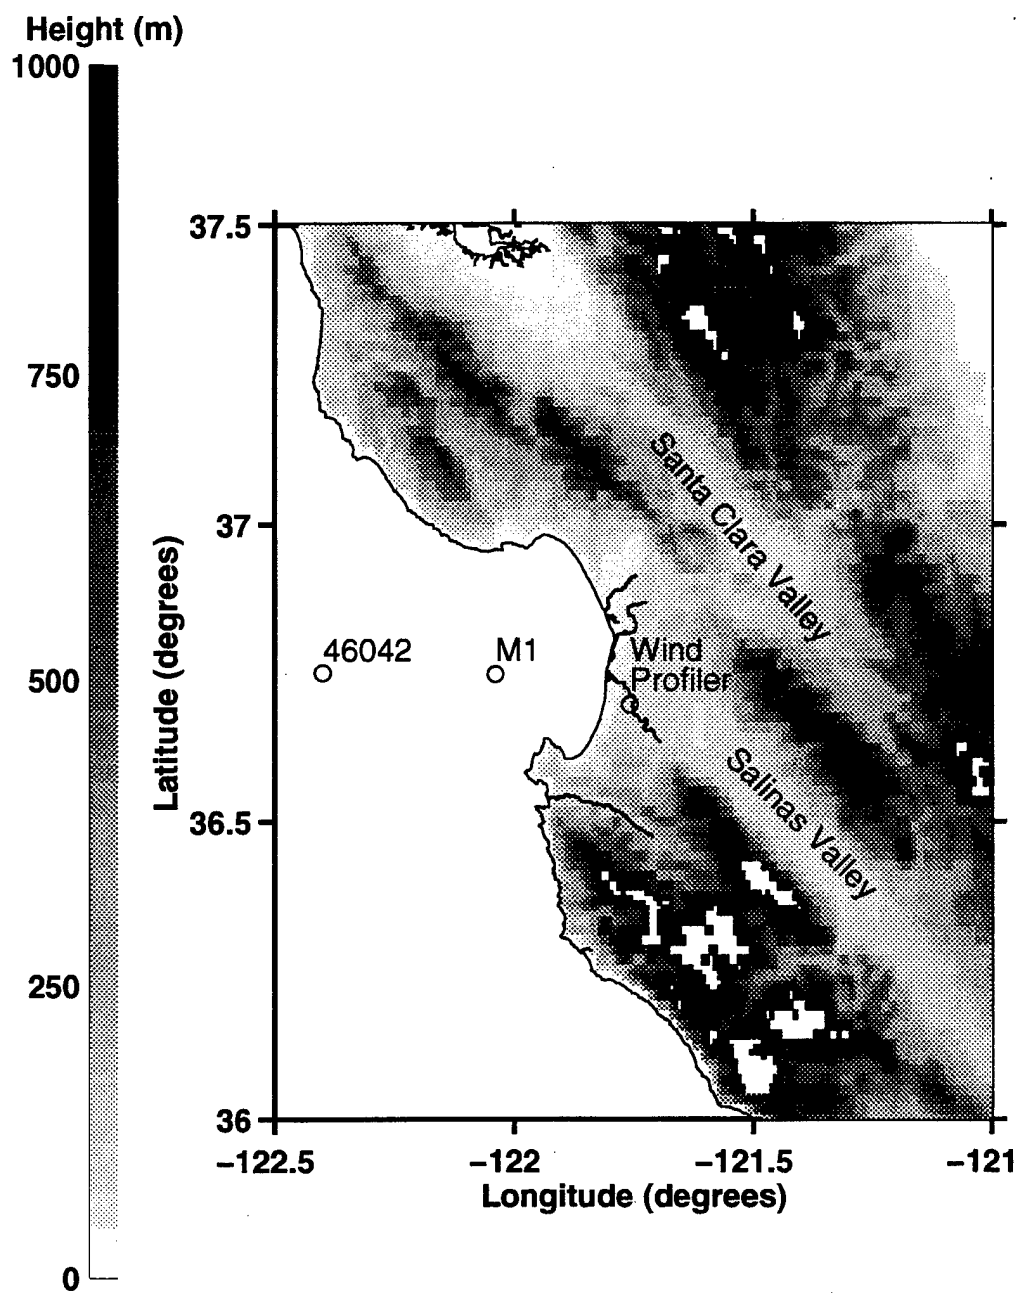 Height (m)
1000
750
500
250
0
37.5
37
36.5
36
Latitude (degrees)
−122.5
−122
−121.5
−121
Longitude (degrees)
46042
M1
Wind
Profiler
Santa Clara Valley
Salinas Valley